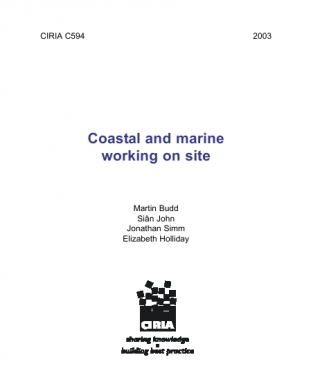 CIRIA C594 2003
Coastal and marine
working on site
Martin Budd
Siân John
Jonathan Simm
Elizabeth Holliday
CIRIA
sharing knowledge
building best practice